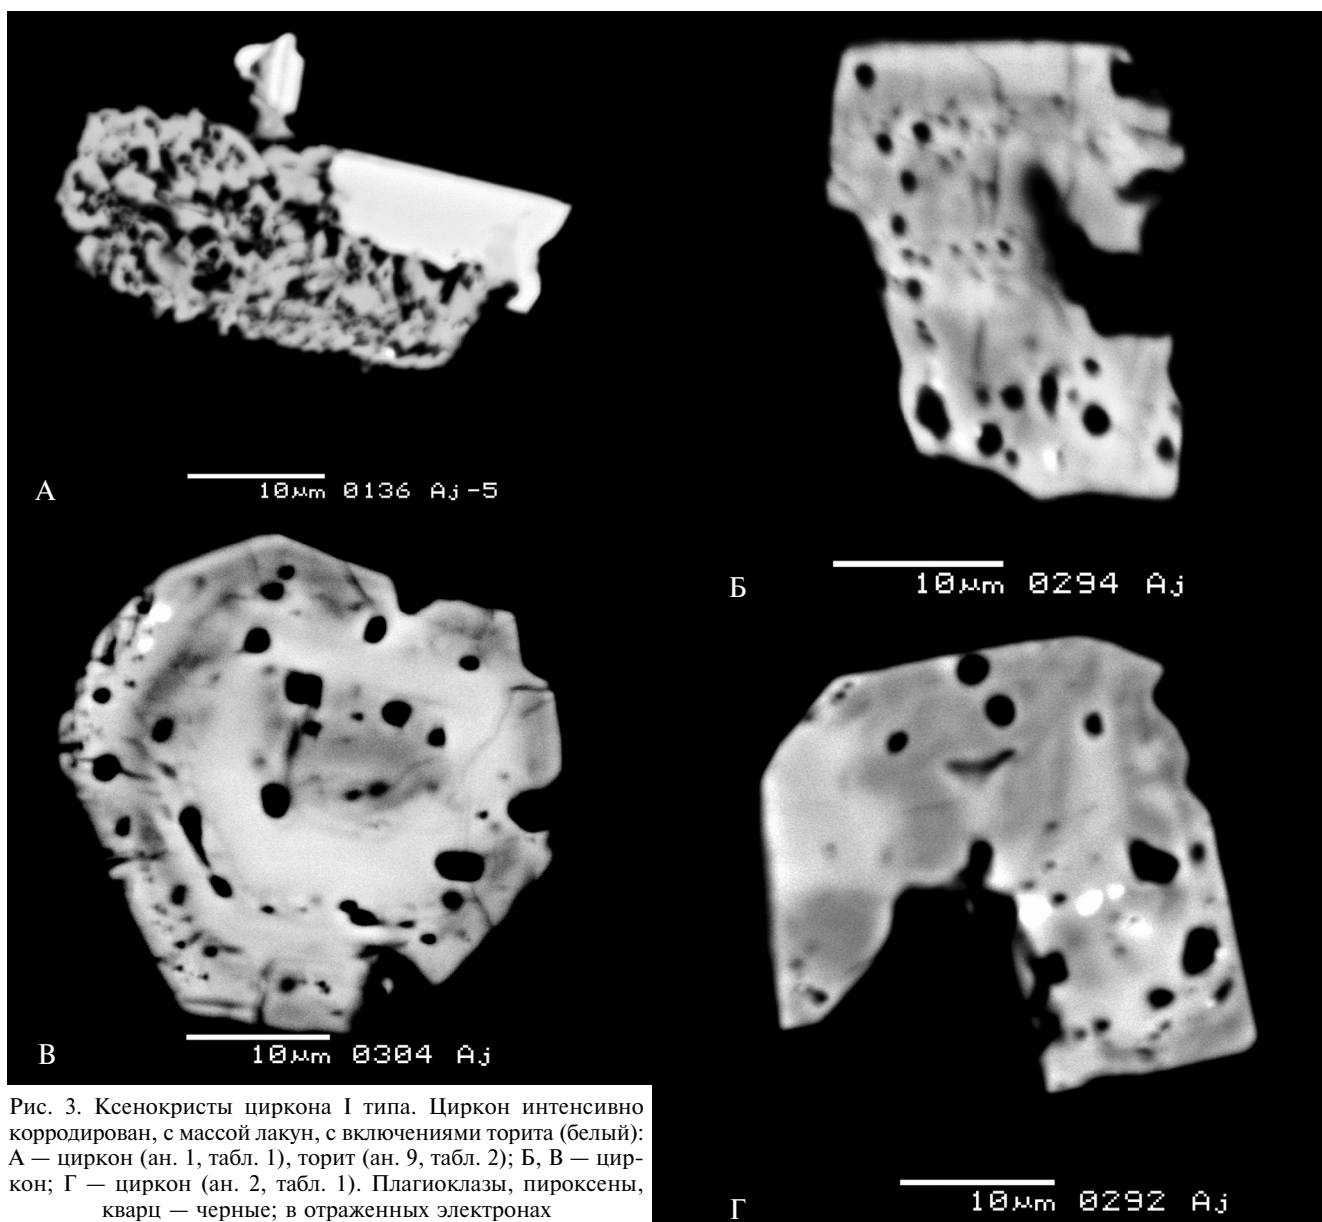 А
10μm 0136 Aj-5
Б
10μm 0294 Aj
В
10μm 0304 Aj
Г
10μm 0292 Aj
Рис. 3. Ксенокристы циркона I типа. Циркон интенсивно
корродирован, с массой лакун, с включениями торита (белый):
А — циркон (ан. 1, табл. 1), торит (ан. 9, табл. 2); Б, В — цир-
кон; Г — циркон (ан. 2, табл. 1). Плагиоклазы, пироксены,
кварц — черные; в отраженных электронах